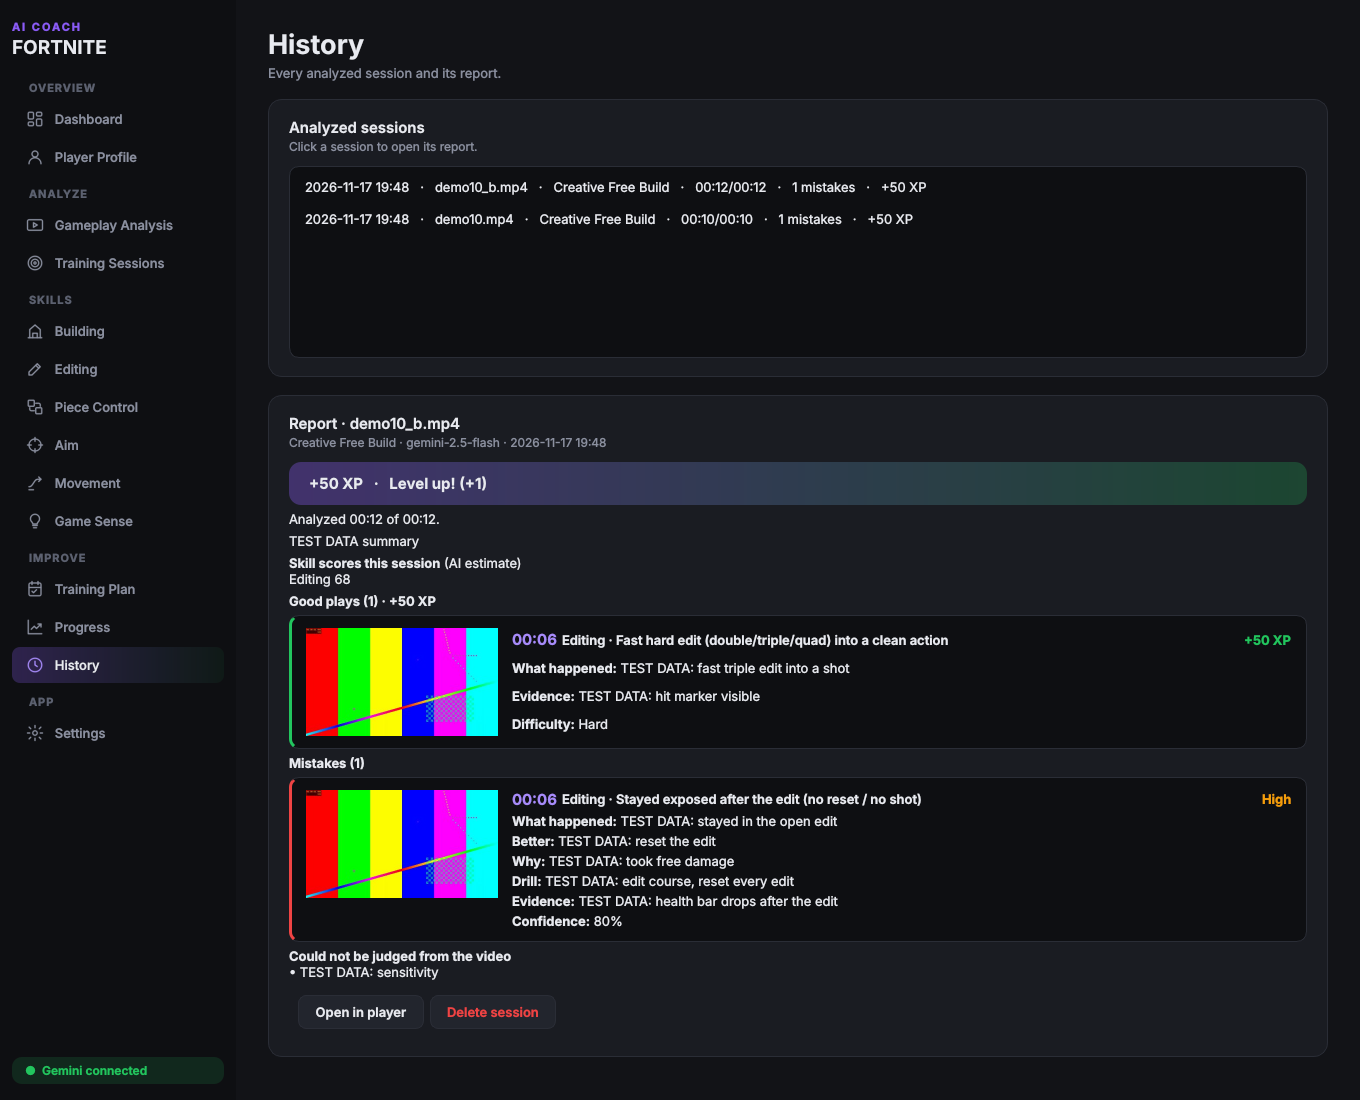 AI COACH
FORTNITE
OVERVIEW
Dashboard
Player Profile
ANALYZE
Gameplay Analysis
Training Sessions
SKILLS
Building
Editing
Piece Control
Aim
Movement
Game Sense
IMPROVE
Training Plan
Progress
History
APP
Settings
Gemini connected
History
Every analyzed session and its report.
Analyzed sessions
Click a session to open its report.
2026-11-17 19:48 · demo10_b.mp4 · Creative Free Build · 00:12/00:12 · 1 mistakes · +50 XP
2026-11-17 19:48 · demo10.mp4 · Creative Free Build · 00:10/00:10 · 1 mistakes · +50 XP
Report · demo10_b.mp4
Creative Free Build · gemini-2.5-flash · 2026-11-17 19:48
+50 XP · Level up! (+1)
Analyzed 00:12 of 00:12.
TEST DATA summary
Skill scores this session (AI estimate)
Editing 68
Good plays (1) · +50 XP
00:06 Editing · Fast hard edit (double/triple/quad) into a clean action +50 XP
What happened: TEST DATA: fast triple edit into a shot
Evidence: TEST DATA: hit marker visible
Difficulty: Hard
Mistakes (1)
00:06 Editing · Stayed exposed after the edit (no reset / no shot) High
What happened: TEST DATA: stayed in the open edit
Better: TEST DATA: reset the edit
Why: TEST DATA: took free damage
Drill: TEST DATA: edit course, reset every edit
Evidence: TEST DATA: health bar drops after the edit
Confidence: 80%
Could not be judged from the video
• TEST DATA: sensitivity
Open in player
Delete session